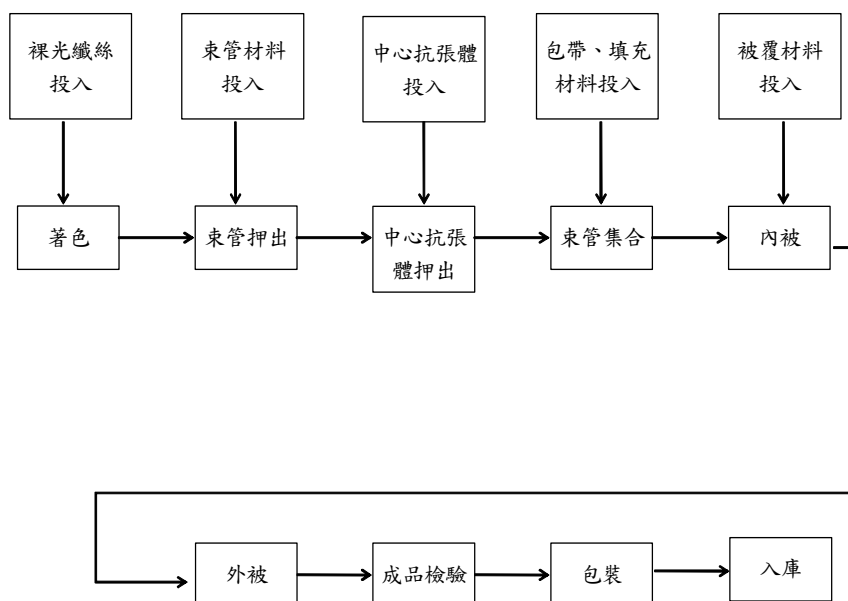 裸光纖絲
投入
束管材料
投入
中心抗張體
投入
包帶、填充
材料投入
被覆材料
投入
著色
束管押出
中心抗張
體押出
束管集合
內被
外被
成品檢驗
包裝
入庫